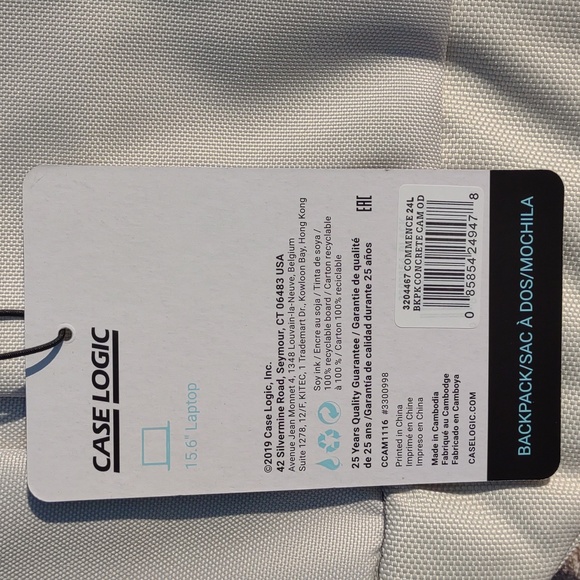 CASE LOGIC
15.6" Laptop
©2019 Case Logic, Inc.
42 Silvermine Road, Seymour, CT 06483 USA
Avenue Jean Monnet 4, 1348 Louvain-la-Neuve, Belgium
Suite 1278, 12/F, KITEC, 1 Trademart Dr., Kowloon Bay, Hong Kong
Soy ink / Encre au soja / Tinta de soya /
100% recyclable board / Carton recyclable
à 100 % / Carton 100% reciclable
25 Years Quality Guarantee / Garantie de qualité
de 25 ans /Garantía de calidad durante 25 años
EAC
CCAM1116 #3300998
Printed in China
Imprimé en Chine
Impreso en China
Made in Cambodia
Fabriqué au Cambodge
Fabricado en Camboya
CASELOGIC.COM
3204467 COMMENCE 24L
BKPK CONCRETE CAM OD
0 85854 24947 8
BACKPACK/SAC À DOS/MOCHILA